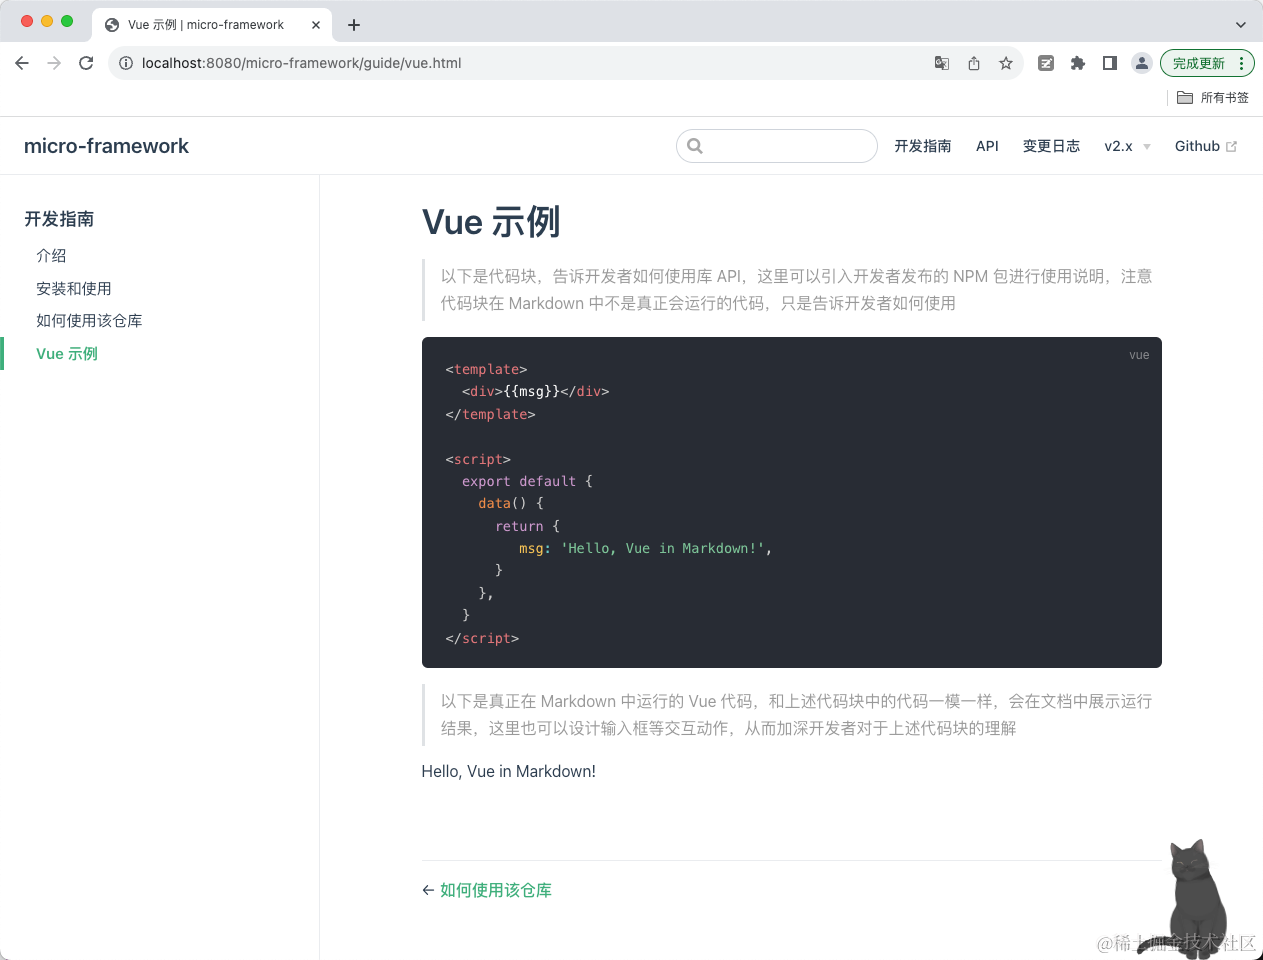 Vue 示例 | micro-framework
localhost:8080/micro-framework/guide/vue.html
完成更新
所有书签
micro-framework
开发指南
API
变更日志
v2.x
Github
开发指南
介绍
安装和使用
如何使用该仓库
Vue 示例
Vue 示例
以下是代码块，告诉开发者如何使用库 API，这里可以引入开发者发布的 NPM 包进行使用说明，注意
代码块在 Markdown 中不是真正会运行的代码，只是告诉开发者如何使用
vue
<template>
  <div>{{msg}}</div>
</template>

<script>
  export default {
    data() {
      return {
         msg: 'Hello, Vue in Markdown!',
      }
    },
  }
</script>
以下是真正在 Markdown 中运行的 Vue 代码，和上述代码块中的代码一模一样，会在文档中展示运行
结果，这里也可以设计输入框等交互动作，从而加深开发者对于上述代码块的理解
Hello, Vue in Markdown!
← 如何使用该仓库
@稀土掘金技术社区